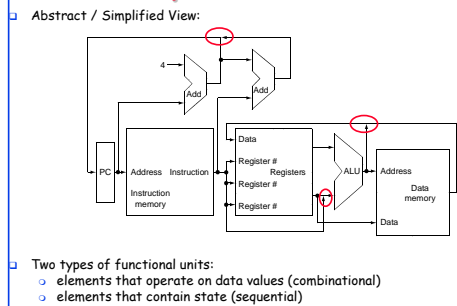 Abstract / Simplified View:
4
Add
Add
Data
Register #
PC
Address Instruction
Registers
ALU
Address
Register #
Instruction
memory
Data
memory
Register #
Data
Two types of functional units:
elements that operate on data values (combinational)
elements that contain state (sequential)